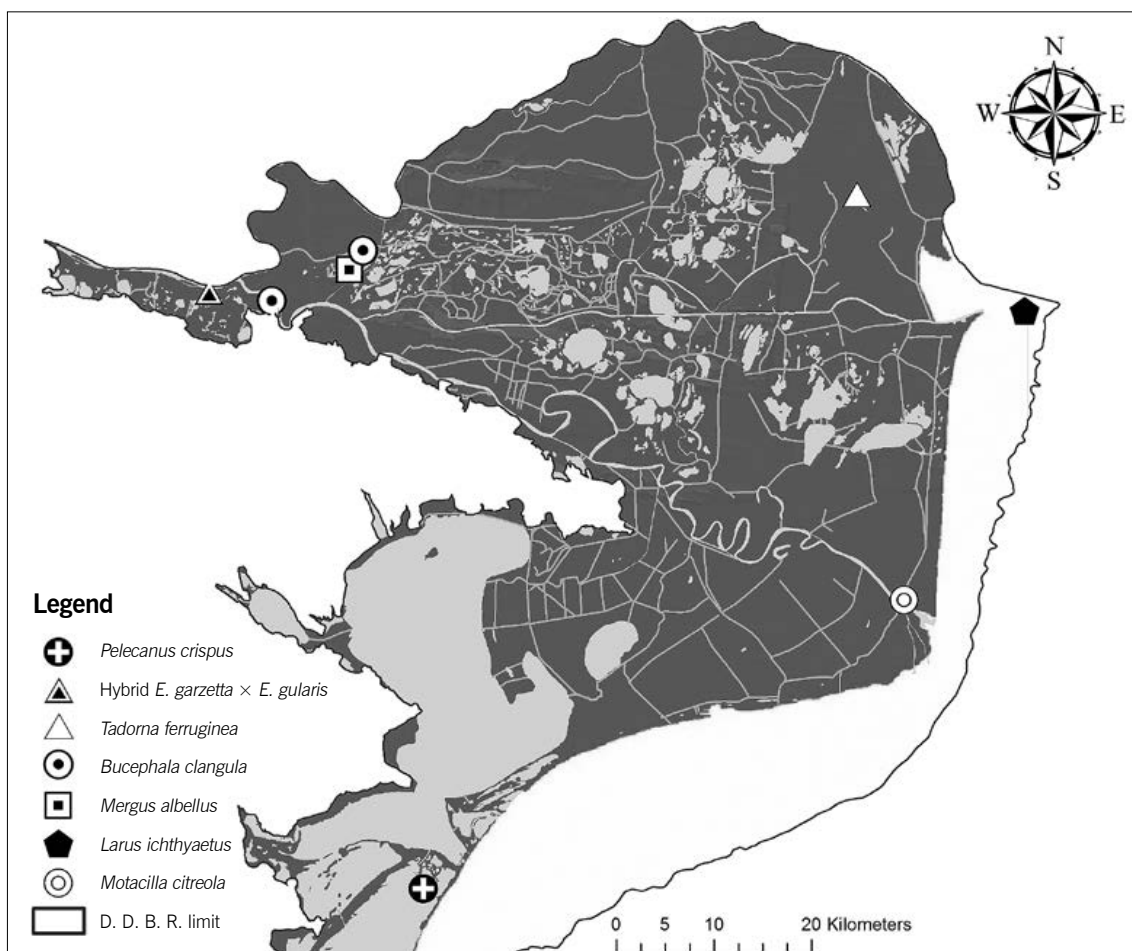 N
W E
S
Legend
Pelecanus crispus
Hybrid E. garzetta × E. gularis
Tadorna ferruginea
Bucephala clangula
Mergus albellus
Larus ichthyaetus
Motacilla citreola
D. D. B. R. limit
0 5 10 20 Kilometers